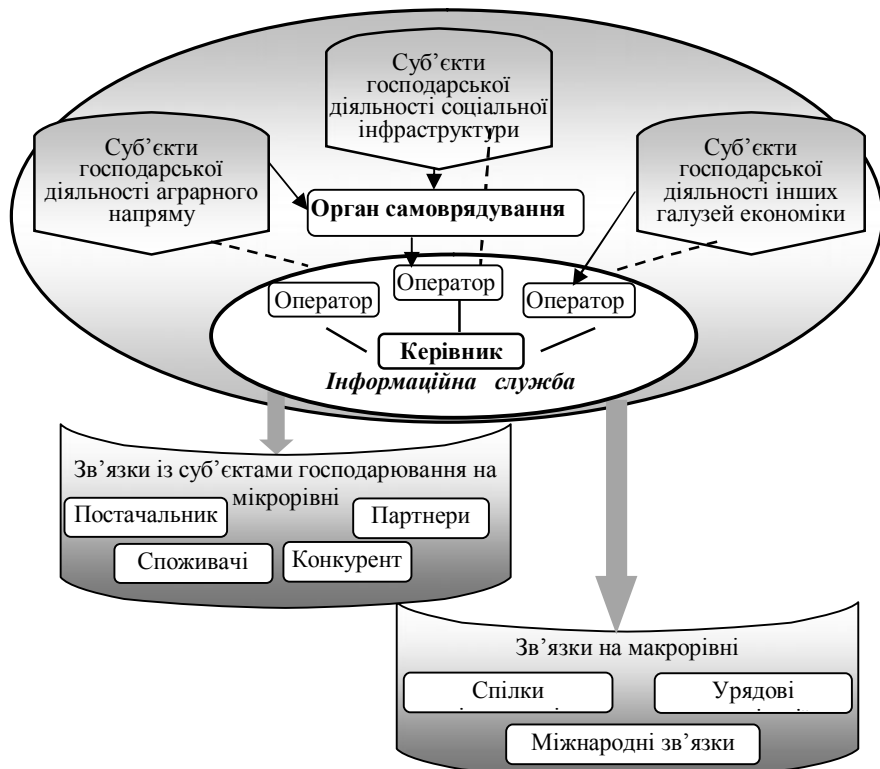 Суб’єкти
господарської
діяльності соціальної
інфраструктури
Суб’єкти
господарської
діяльності аграрного
напряму
Суб’єкти
господарської
діяльності інших
галузей економіки
Орган самоврядування
Оператор
Оператор
Оператор
Керівник
Інформаційна служба
Зв’язки із суб’єктами господарювання на
мікрорівні
Постачальник
Партнери
Споживачі
Конкурент
Зв’язки на макрорівні
Спілки
Урядові
Міжнародні зв’язки